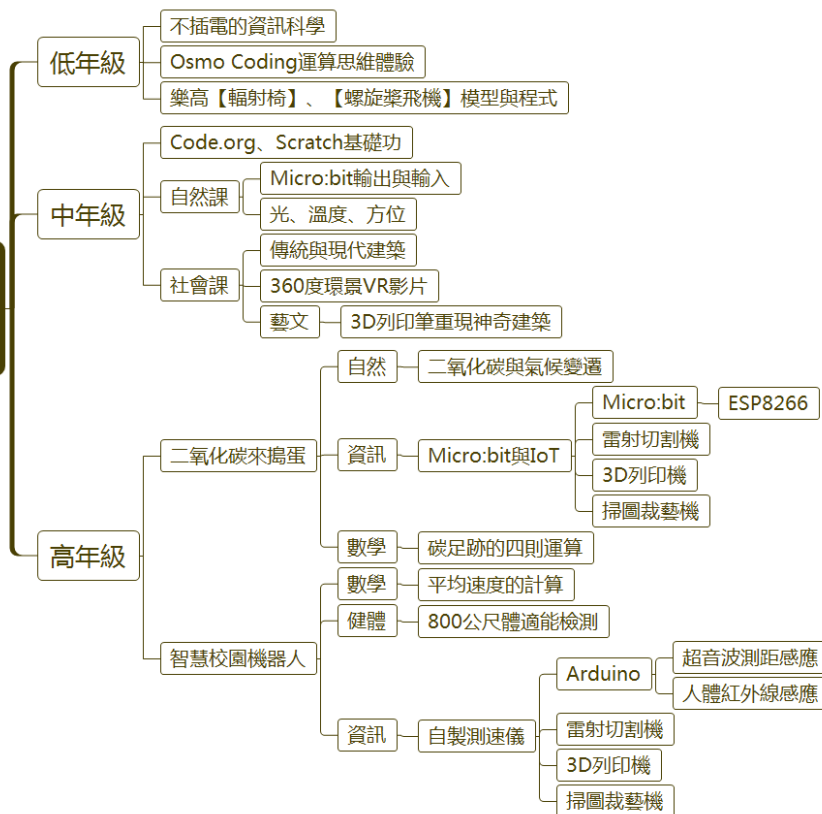 低年級
不插電的資訊科學
Osmo Coding運算思維體驗
樂高【輻射椅】、【螺旋槳飛機】模型與程式
中年級
Code.org、Scratch基礎功
自然課
Micro:bit輸出與輸入
光、溫度、方位
社會課
傳統與現代建築
360度環景VR影片
藝文
3D列印筆重現神奇建築
高年級
二氧化碳來搗蛋
自然
二氧化碳與氣候變遷
資訊
Micro:bit與IoT
Micro:bit
ESP8266
雷射切割機
3D列印機
掃圖裁藝機
數學
碳足跡的四則運算
智慧校園機器人
數學
平均速度的計算
健體
800公尺體適能檢測
資訊
自製測速儀
Arduino
超音波測距感應
人體紅外線感應
雷射切割機
3D列印機
掃圖裁藝機